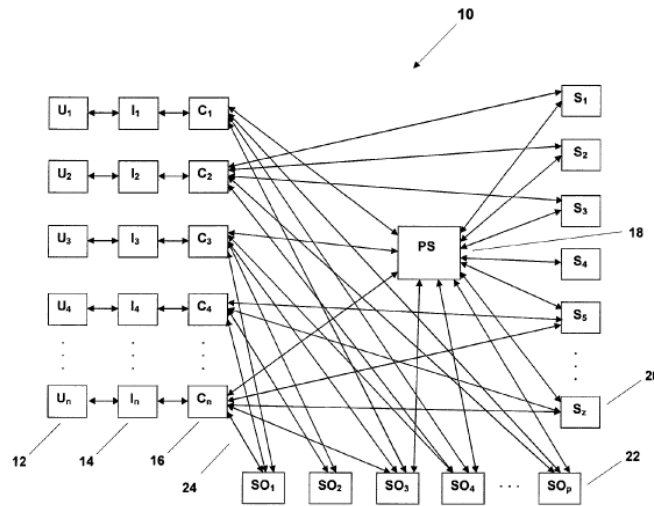 10
U1 I1 C1 S1
U2 I2 C2 S2
S3
U3 I3 C3 PS 18
S4
U4 I4 C4 S5
. . . .
. . . .
. . . .
Un In Cn Sz 20
12 14 16 24 22
SO1 SO2 SO3 SO4 . . . SOp